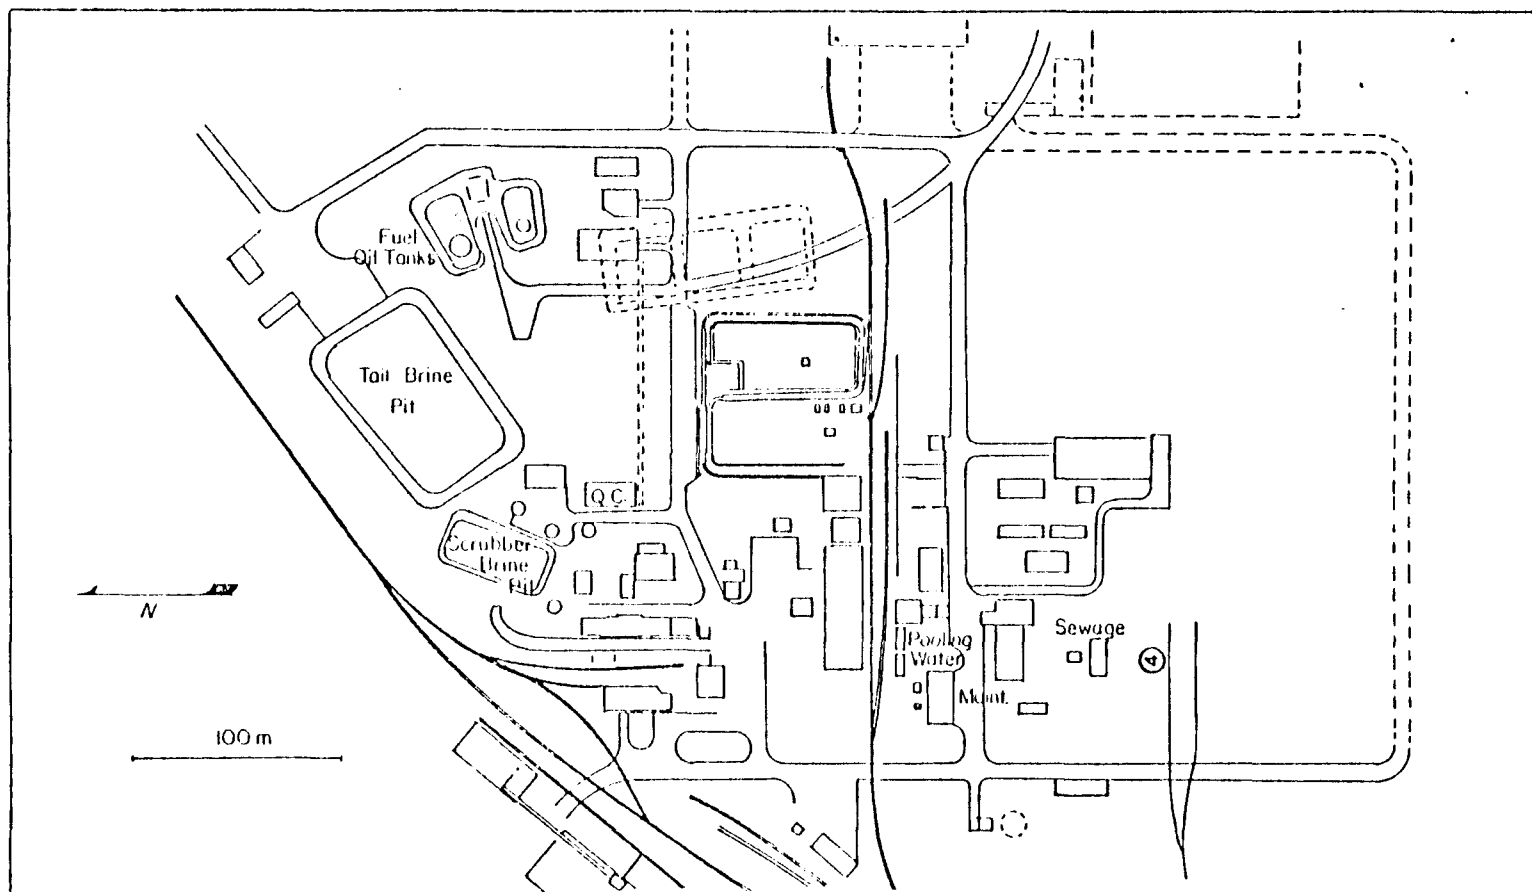 Fuel
Oil Tanks
Tail Brine
Pit
Q.C.
Scrubber
Brine
Pit
N
Sewage
4
Cooling
Water
Maint.
100 m